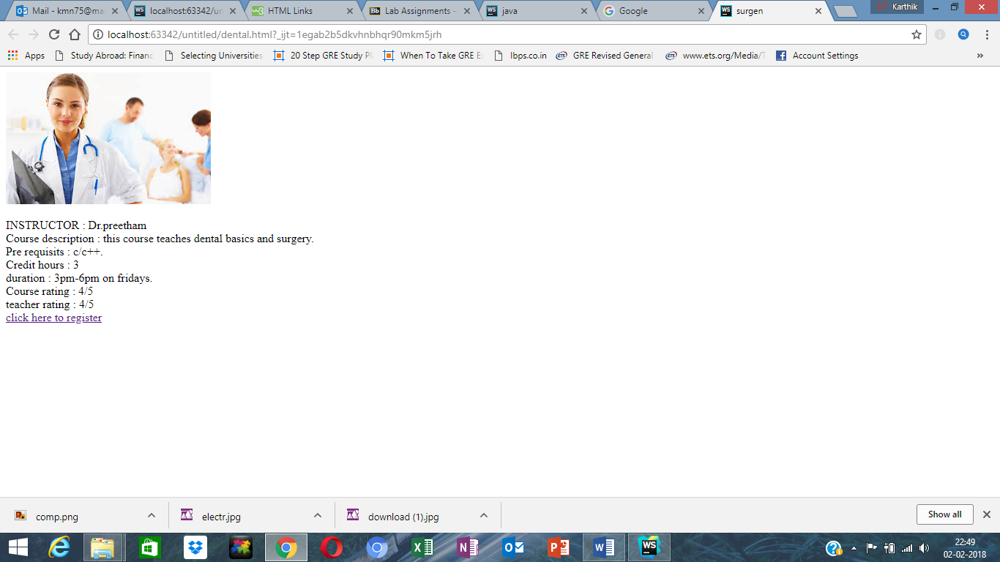 Mail - kmn75@ma
localhost:63342/un
HTML Links
Lab Assignments –
java
Google
surgen
Karthik
localhost:63342/untitled/dental.html?_ijt=1egab2b5dkvhnbhqr90mkm5jrh
Apps
Study Abroad: Financ
Selecting Universities
20 Step GRE Study Pl
When To Take GRE E
Ibps.co.in
GRE Revised General
www.ets.org/Media/T
Account Settings
»
INSTRUCTOR : Dr.preetham
Course description : this course teaches dental basics and surgery.
Pre requisits : c/c++.
Credit hours : 3
duration : 3pm-6pm on fridays.
Course rating : 4/5
teacher rating : 4/5
click here to register
comp.png
electr.jpg
download (1).jpg
Show all
22:49
02-02-2018